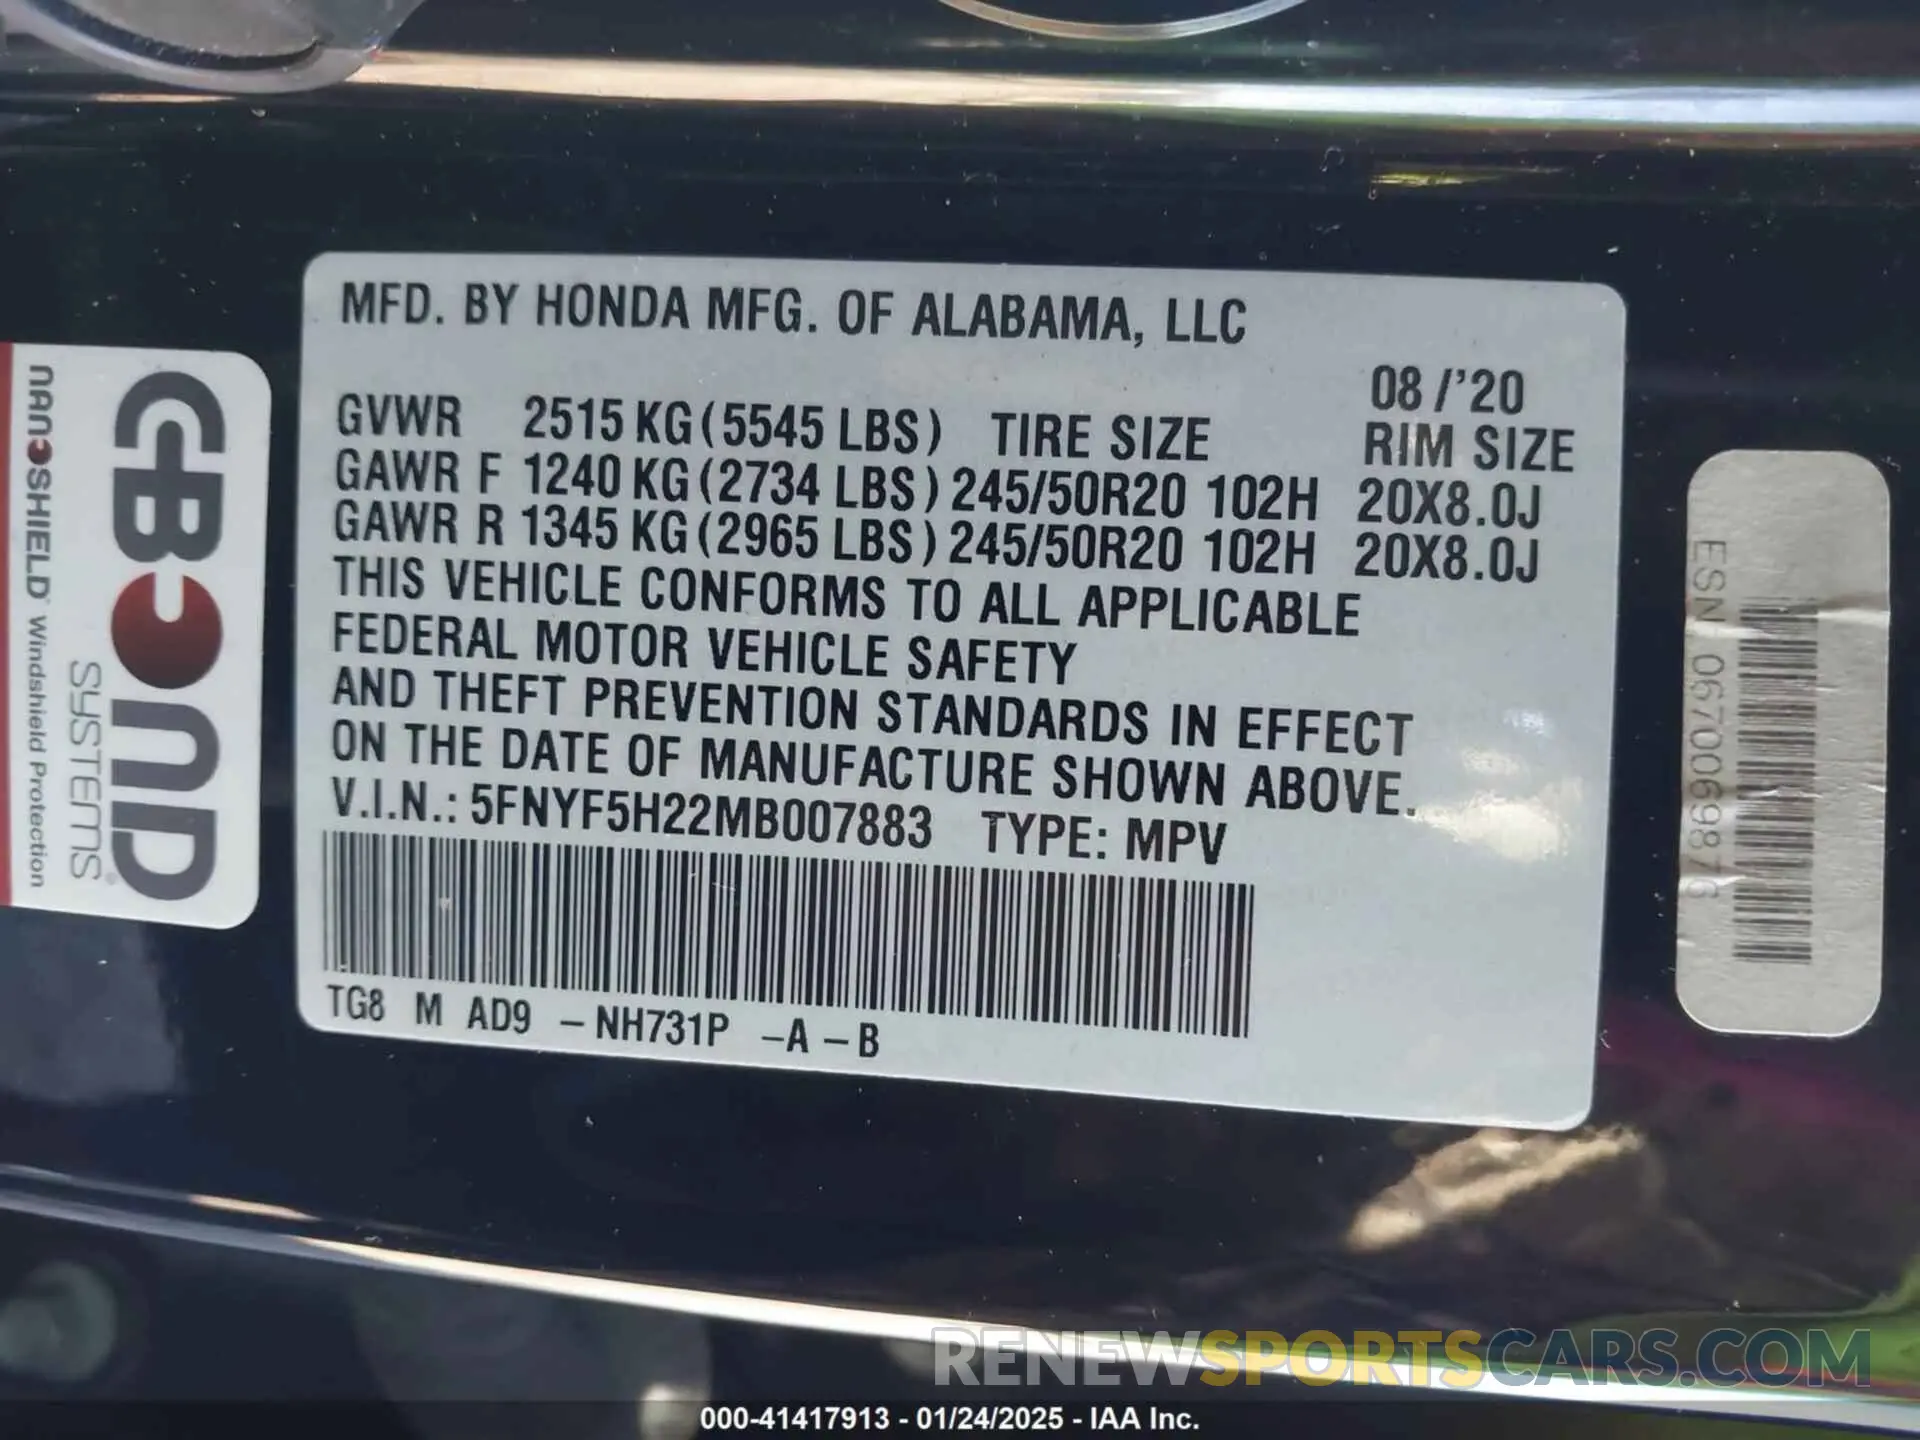 MFD. BY HONDA MFG. OF ALABAMA, LLC
08 /'20
GVWR 2515 KG (5545 LBS) TIRE SIZE RIM SIZE
GAWR F 1240 KG (2734 LBS) 245/50R20 102H 20X8.0J
GAWR R 1345 KG (2965 LBS) 245/50R20 102H 20X8.0J
THIS VEHICLE CONFORMS TO ALL APPLICABLE
FEDERAL MOTOR VEHICLE SAFETY
AND THEFT PREVENTION STANDARDS IN EFFECT
ON THE DATE OF MANUFACTURE SHOWN ABOVE.
V.I.N.: 5FNYF5H22MB007883 TYPE: MPV
TG8 M AD9 -NH731P -A -B
GBOND
SYSTEMS
NANOSHIELD Windshield Protection
ESN 0670069876
RENEWSPORTSCARS.COM
000-41417913 - 01/24/2025 - IAA Inc.